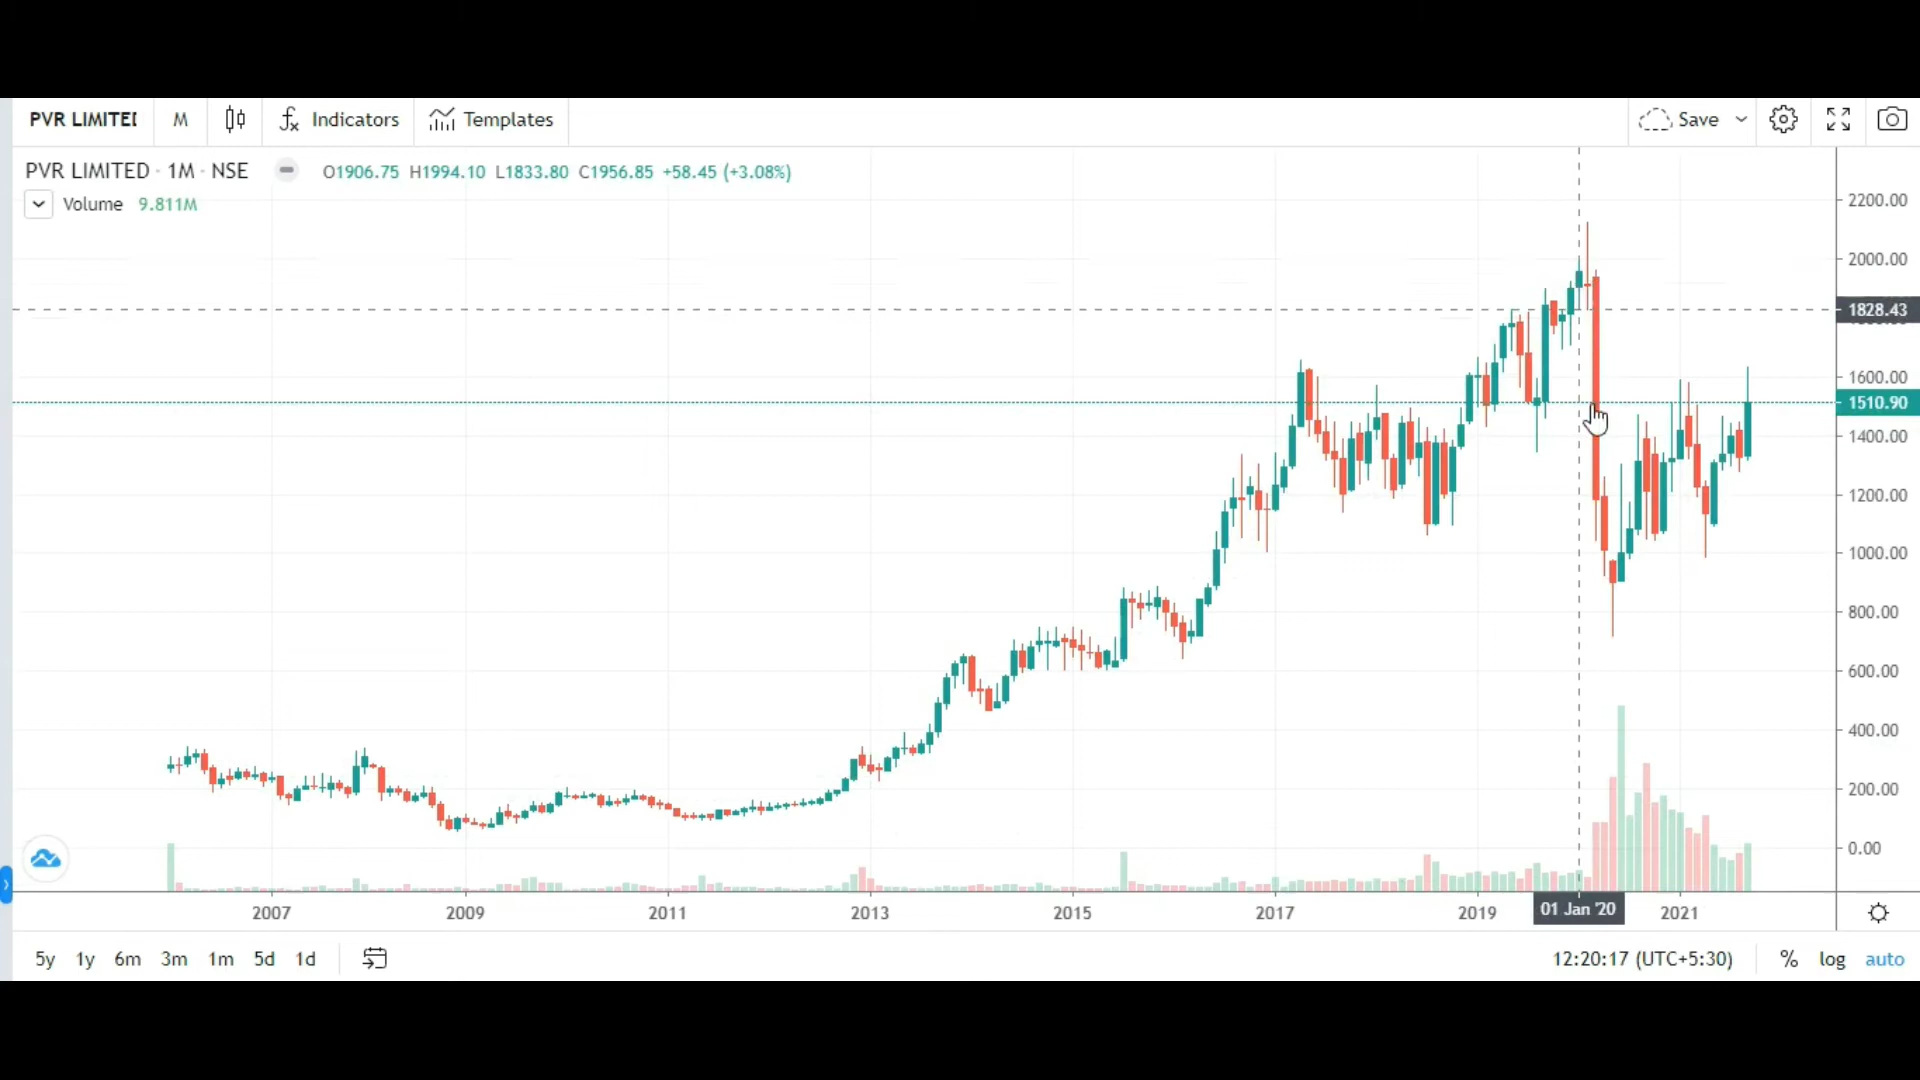 PVR LIMITED M Indicators Templates Save
PVR LIMITED · 1M · NSE O1906.75 H1994.10 L1833.80 C1956.85 +58.45 (+3.08%)
Volume 9.811M
2200.00
2000.00
1828.43
1600.00
1510.90
1400.00
1200.00
1000.00
800.00
600.00
400.00
200.00
0.00
2007 2009 2011 2013 2015 2017 2019 01 Jan '20 2021
5y 1y 6m 3m 1m 5d 1d 12:20:17 (UTC+5:30) % log auto